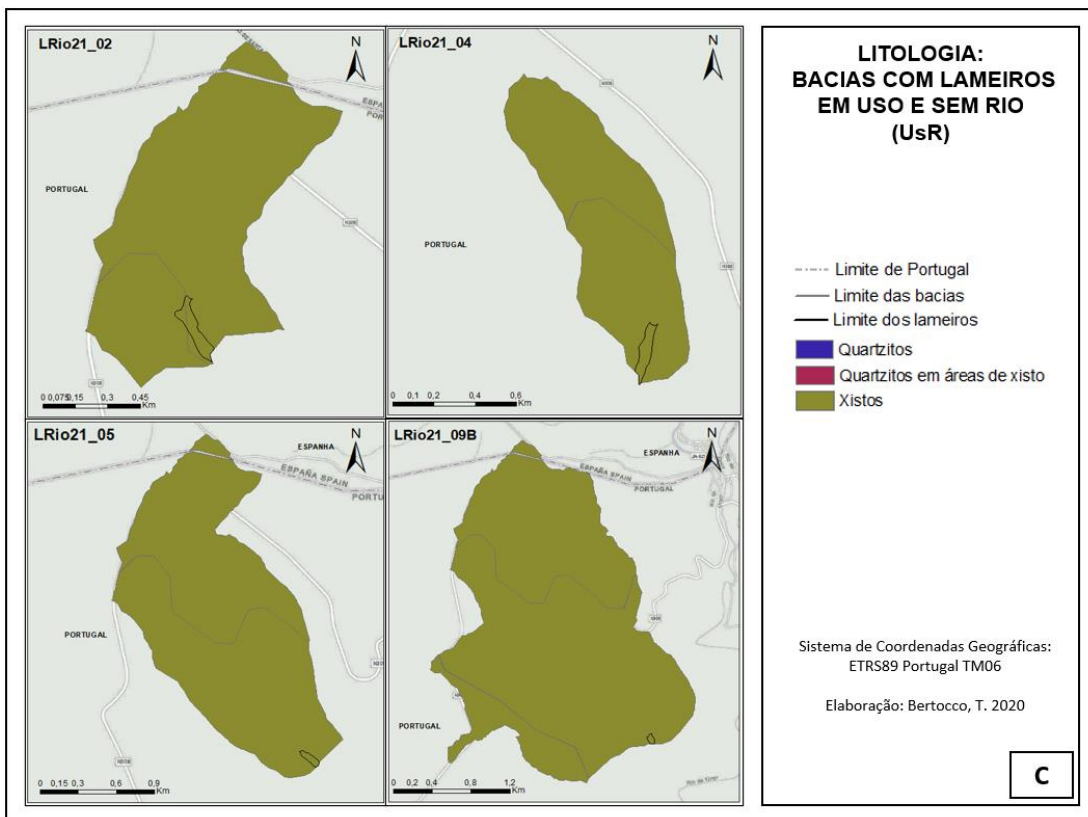 LRio21_02
N
ESPAÑA
PORTUGAL
0 0,075 0,15 0,3 0,45
Km
LRio21_04
N
PORTUGAL
0 0,1 0,2 0,4 0,6
Km
LRio21_05
N
ESPANHA
ESPAÑA SPAIN
PORTUGAL
0 0,15 0,3 0,6 0,9
Km
LRio21_09B
N
ESPANHA
ESPAÑA SPAIN
PORTUGAL
PORTUGAL
0 0,2 0,4 0,8 1,2
Km
LITOLOGIA:
BACIAS COM LAMEIROS
EM USO E SEM RIO
(UsR)
Limite de Portugal
Limite das bacias
Limite dos lameiros
Quartzitos
Quartzitos em áreas de xisto
Xistos
Sistema de Coordenadas Geográficas:
ETRS89 Portugal TM06
Elaboração: Bertocco, T. 2020
C